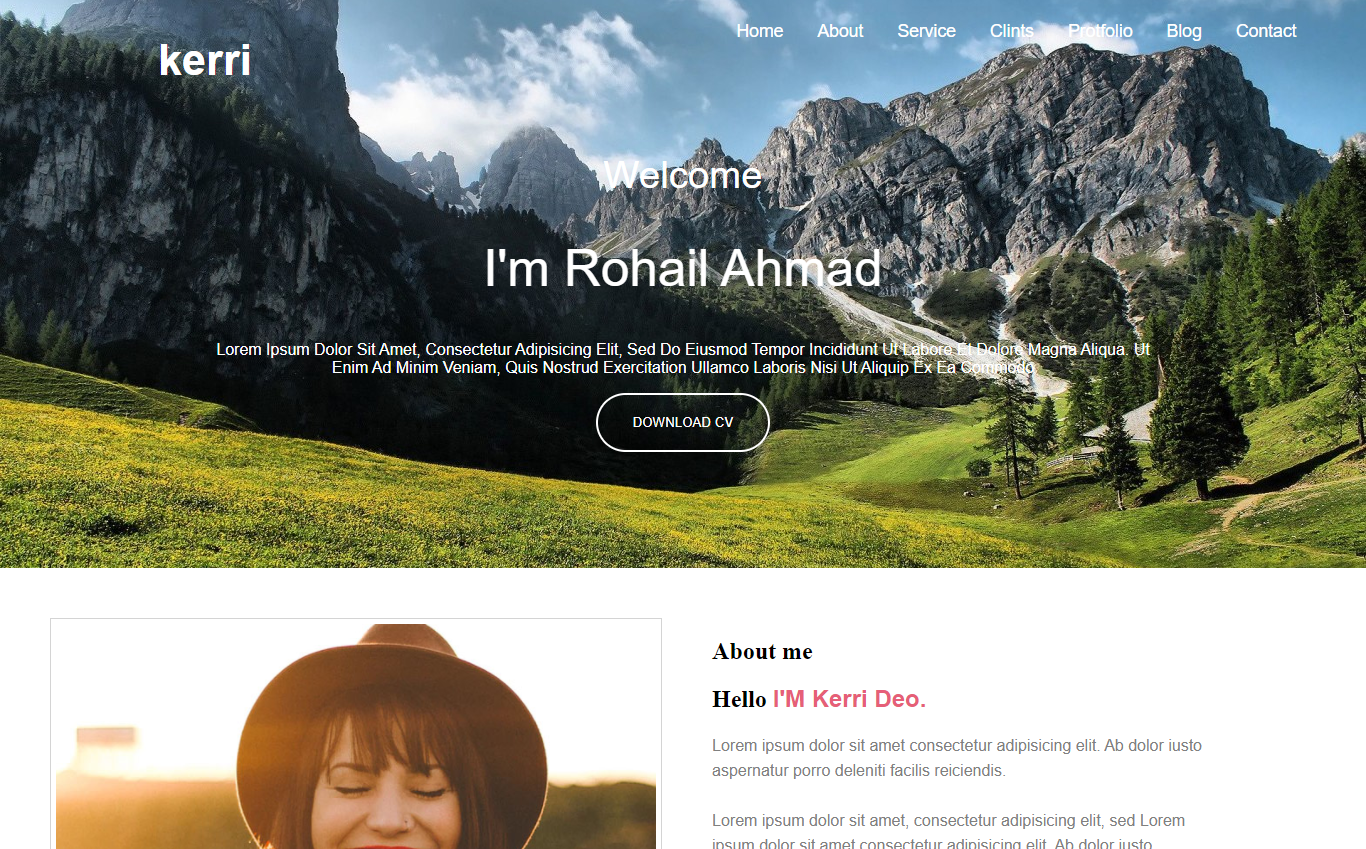 kerri
Home About Service Clints Protfolio Blog Contact
Welcome
I'm Rohail Ahmad
Lorem Ipsum Dolor Sit Amet, Consectetur Adipisicing Elit, Sed Do Eiusmod Tempor Incididunt Ut Labore Et Dolore Magna Aliqua. Ut
Enim Ad Minim Veniam, Quis Nostrud Exercitation Ullamco Laboris Nisi Ut Aliquip Ex Ea Commodo
DOWNLOAD CV
About me
Hello I'M Kerri Deo.
Lorem ipsum dolor sit amet consectetur adipisicing elit. Ab dolor iusto
aspernatur porro deleniti facilis reiciendis.
Lorem ipsum dolor sit amet, consectetur adipisicing elit, sed Lorem
ipsum dolor sit amet consectetur adipisicing elit. Ab dolor iusto